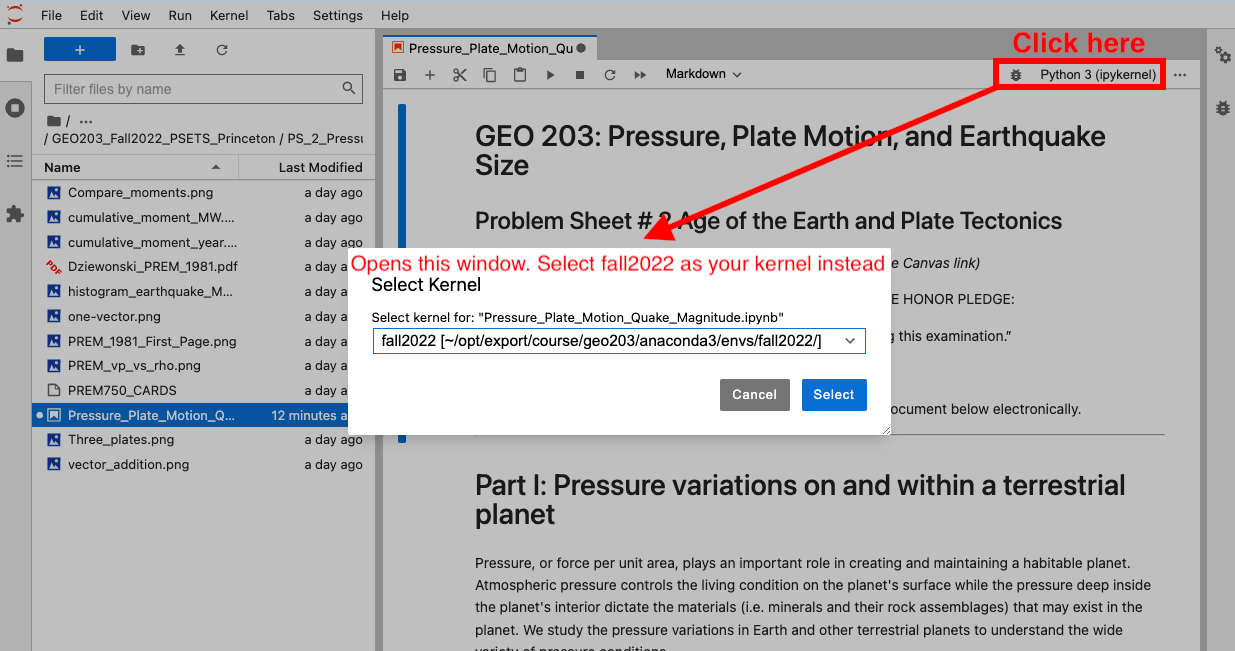 File Edit View Run Kernel Tabs Settings Help
Filter files by name
/ ...
/ GEO203_Fall2022_PSETS_Princeton / PS_2_Pressu
Name Last Modified
Compare_moments.png a day ago
cumulative_moment_MW.... a day ago
cumulative_moment_year.... a day ago
Dziewonski_PREM_1981.pdf a day a
histogram_earthquake_M... a day a
one-vector.png a day a
PREM_1981_First_Page.png a day a
PREM_vp_vs_rho.png a day a
PREM750_CARDS a day a
Pressure_Plate_Motion_Q... 12 minutes a
Three_plates.png a day ago
vector_addition.png a day ago
Pressure_Plate_Motion_Qu
Click here
Markdown
Python 3 (ipykernel)
GEO 203: Pressure, Plate Motion, and Earthquake
Size
Problem Sheet # 2 Age of the Earth and Plate Tectonics
Opens this window. Select fall2022 as your kernel instead
e Canvas link)
Select Kernel
E HONOR PLEDGE:
Select kernel for: "Pressure_Plate_Motion_Quake_Magnitude.ipynb"
fall2022 [~/opt/export/course/geo203/anaconda3/envs/fall2022/]
g this examination.”
Cancel Select
ocument below electronically.
Part I: Pressure variations on and within a terrestrial
planet
Pressure, or force per unit area, plays an important role in creating and maintaining a habitable planet.
Atmospheric pressure controls the living condition on the planet's surface while the pressure deep inside
the planet's interior dictate the materials (i.e. minerals and their rock assemblages) that may exist in the
planet. We study the pressure variations in Earth and other terrestrial planets to understand the wide
variety of pressure conditions.